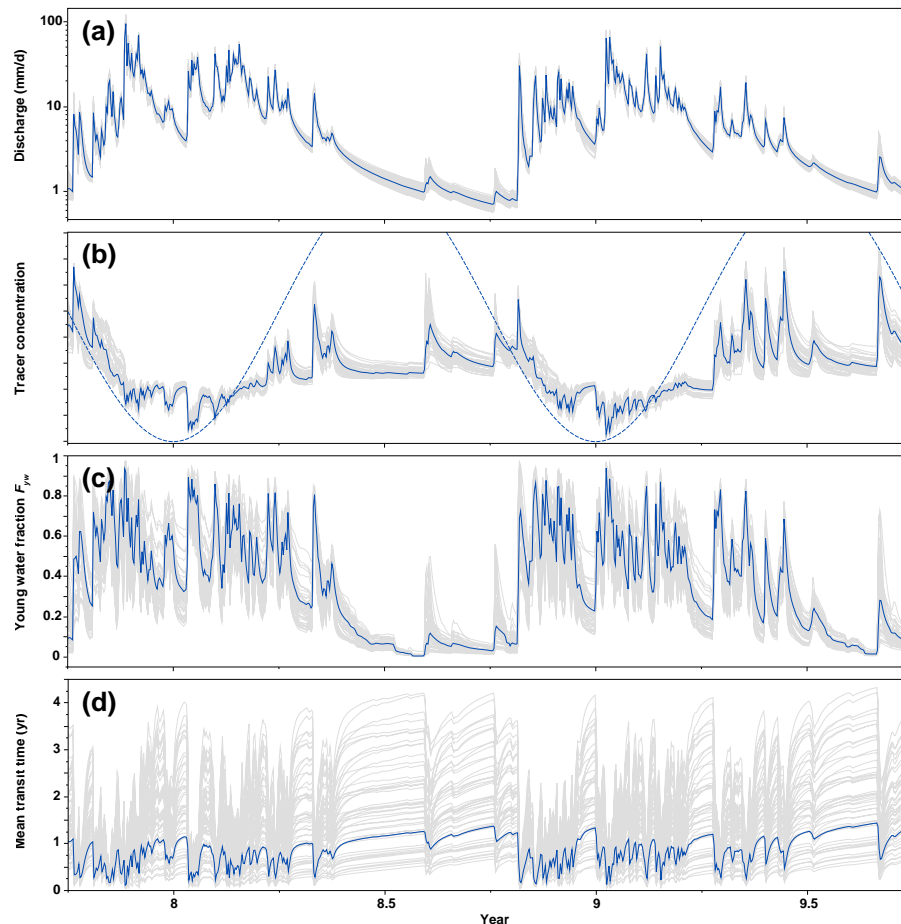 (a)
Discharge (mm/d)
100
10
1
(b)
Tracer concentration
(c)
Young water fraction Fyw
1
0.8
0.6
0.4
0.2
0
(d)
Mean transit time (yr)
4
3
2
1
0
8
8.5
9
9.5
Year